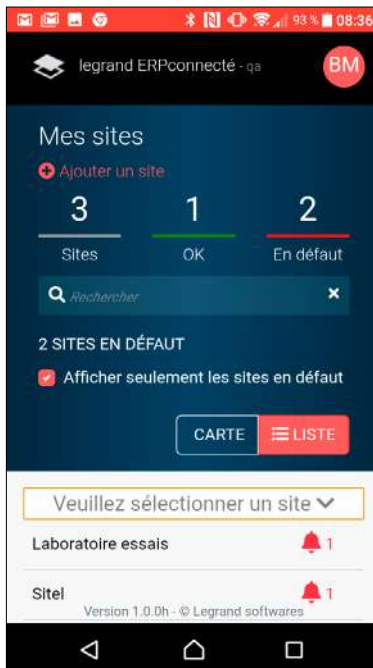 93 % 08:36
legrand ERPconnecté - qa
BM
Mes sites
Ajouter un site
3 1 2
Sites OK En défaut
Rechercher
2 SITES EN DÉFAUT
Afficher seulement les sites en défaut
CARTE LISTE
Veuillez sélectionner un site
Laboratoire essais 1
Sitel 1
Version 1.0.0h - © Legrand softwares